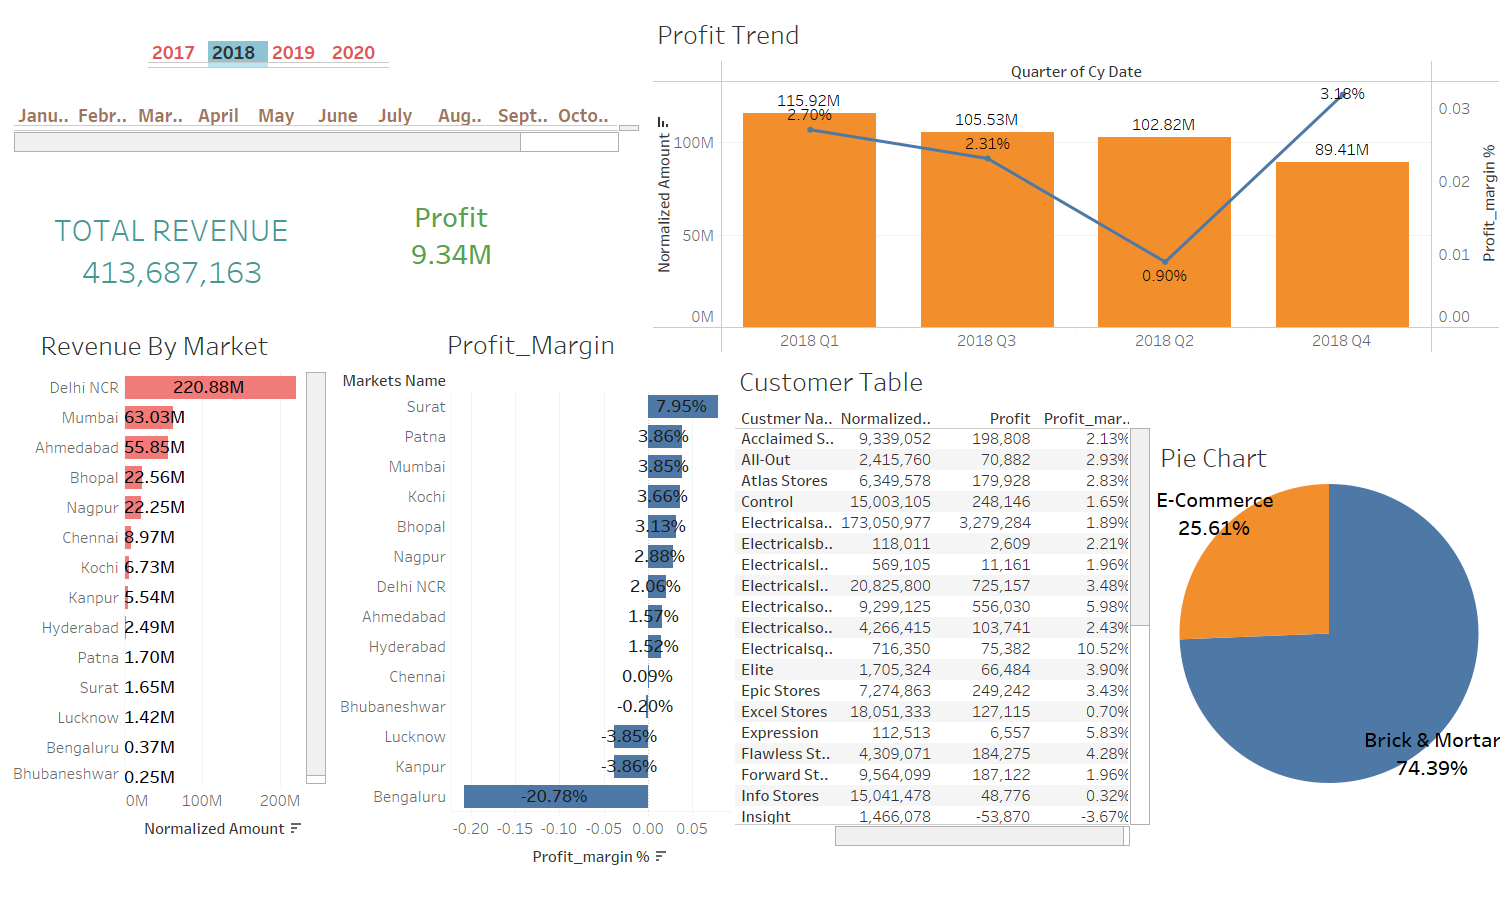 2017 2018 2019 2020
Janu.. Febr.. Mar.. April May June July Aug.. Sept.. Octo..
TOTAL REVENUE
413,687,163
Profit
9.34M
Profit Trend
Quarter of Cy Date
Normalized Amount
100M
50M
0M
115.92M
2.70%
105.53M
2.31%
102.82M
0.90%
89.41M
3.18%
0.03
0.02
0.01
0.00
Profit_margin %
2018 Q1 2018 Q3 2018 Q2 2018 Q4
Revenue By Market
Delhi NCR 220.88M
Mumbai 63.03M
Ahmedabad 55.85M
Bhopal 22.56M
Nagpur 22.25M
Chennai 8.97M
Kochi 6.73M
Kanpur 5.54M
Hyderabad 2.49M
Patna 1.70M
Surat 1.65M
Lucknow 1.42M
Bengaluru 0.37M
Bhubaneshwar 0.25M
0M 100M 200M
Normalized Amount
Profit_Margin
Markets Name
Surat 7.95%
Patna 3.86%
Mumbai 3.85%
Kochi 3.66%
Bhopal 3.13%
Nagpur 2.88%
Delhi NCR 2.06%
Ahmedabad 1.57%
Hyderabad 1.52%
Chennai 0.09%
Bhubaneshwar -0.20%
Lucknow -3.85%
Kanpur -3.86%
Bengaluru -20.78%
-0.20 -0.15 -0.10 -0.05 0.00 0.05
Profit_margin %
Customer Table
Custmer Na.. Normalized.. Profit Profit_mar..
Acclaimed S.. 9,339,052 198,808 2.13%
All-Out 2,415,760 70,882 2.93%
Atlas Stores 6,349,578 179,928 2.83%
Control 15,003,105 248,146 1.65%
Electricalsa.. 173,050,977 3,279,284 1.89%
Electricalsb.. 118,011 2,609 2.21%
Electricalsl.. 569,105 11,161 1.96%
Electricalsl.. 20,825,800 725,157 3.48%
Electricalso.. 9,299,125 556,030 5.98%
Electricalso.. 4,266,415 103,741 2.43%
Electricalsq.. 716,350 75,382 10.52%
Elite 1,705,324 66,484 3.90%
Epic Stores 7,274,863 249,242 3.43%
Excel Stores 18,051,333 127,115 0.70%
Expression 112,513 6,557 5.83%
Flawless St.. 4,309,071 184,275 4.28%
Forward St.. 9,564,099 187,122 1.96%
Info Stores 15,041,478 48,776 0.32%
Insight 1,466,078 -53,870 -3.67%
Pie Chart
E-Commerce
25.61%
Brick & Mortar
74.39%